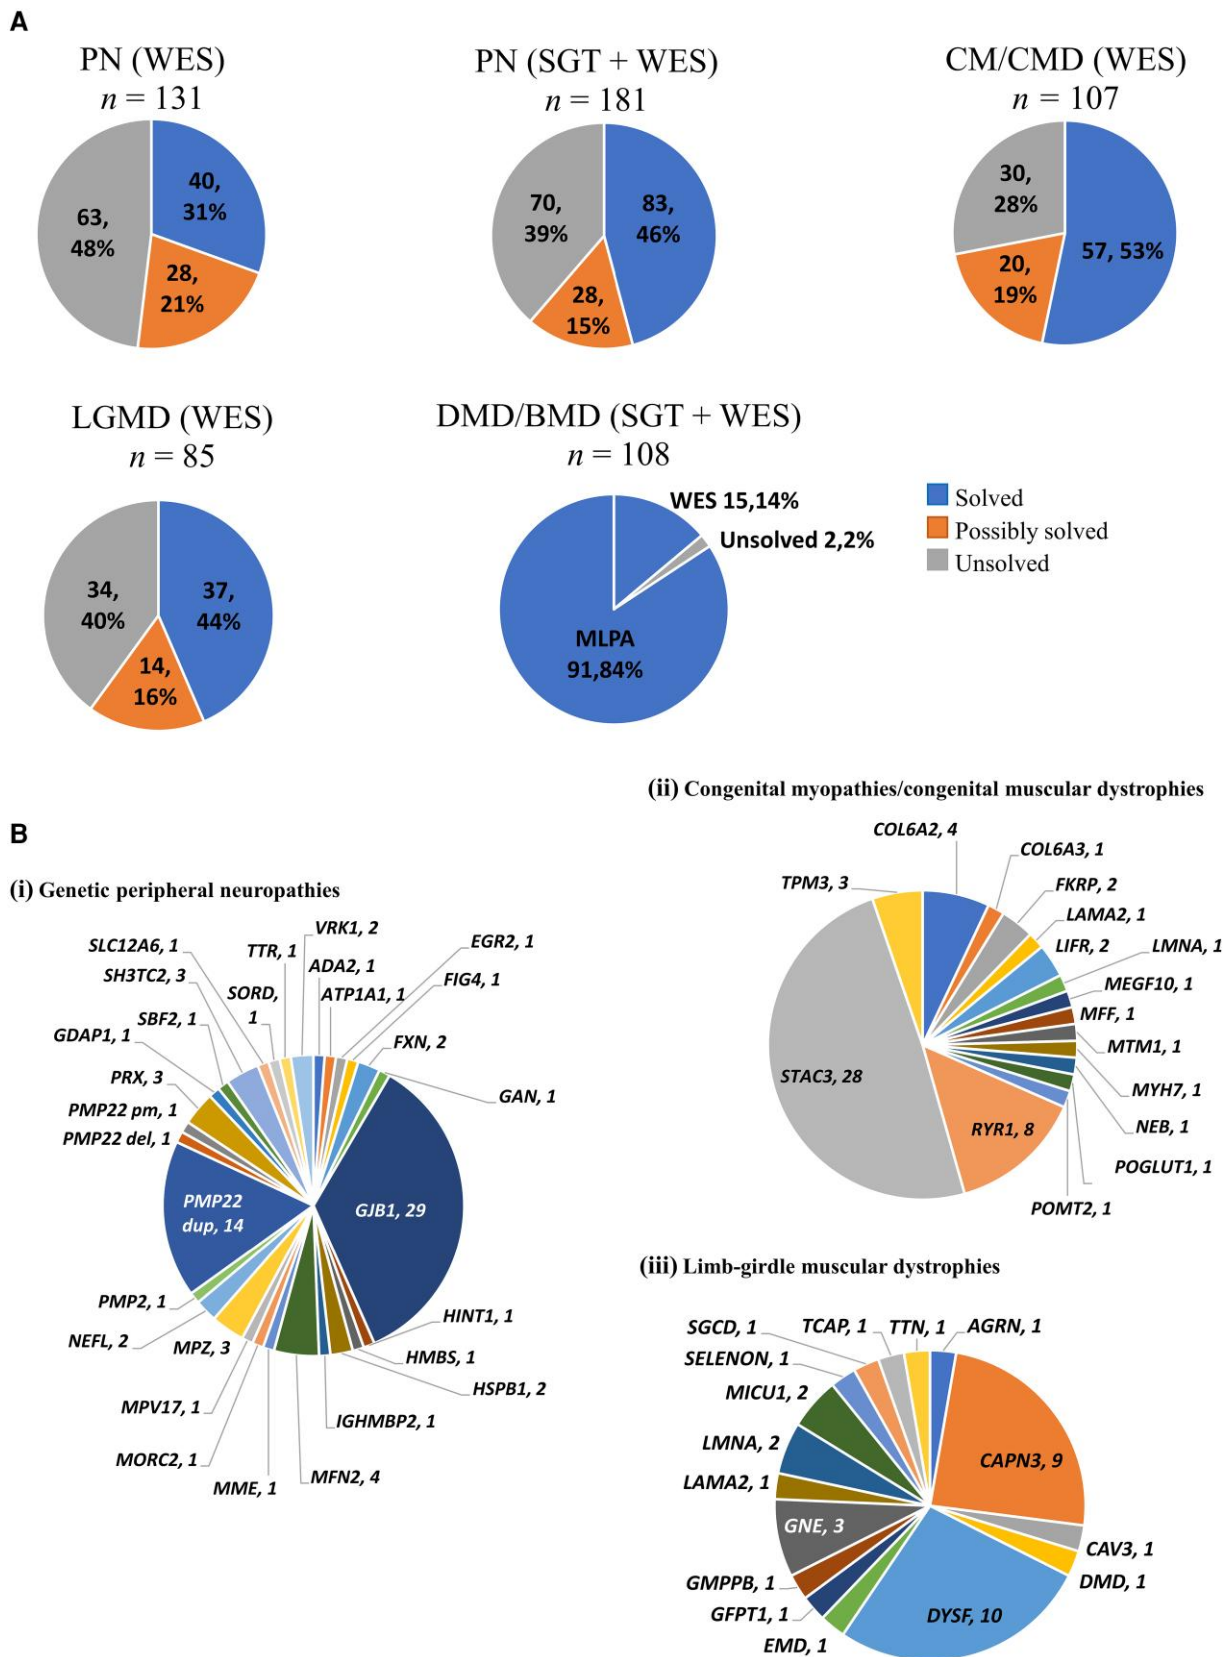 A
PN (WES)
n = 131
40,
31%
28,
21%
63,
48%
PN (SGT + WES)
n = 181
83,
46%
28,
15%
70,
39%
CM/CMD (WES)
n = 107
57, 53%
20,
19%
30,
28%
LGMD (WES)
n = 85
37,
44%
14,
16%
34,
40%
DMD/BMD (SGT + WES)
n = 108
WES 15,14%
Unsolved 2,2%
MLPA
91,84%
Solved
Possibly solved
Unsolved
B
(i) Genetic peripheral neuropathies
VRK1, 2
ADA2, 1
ATP1A1, 1
EGR2, 1
FIG4, 1
FXN, 2
GAN, 1
GJB1, 29
HINT1, 1
HMBS, 1
HSPB1, 2
IGHMBP2, 1
MFN2, 4
MME, 1
MORC2, 1
MPV17, 1
MPZ, 3
NEFL, 2
PMP2, 1
PMP22
dup, 14
PMP22 del, 1
PMP22 pm, 1
PRX, 3
GDAP1, 1
SBF2, 1
SH3TC2, 3
SLC12A6, 1
SORD,
1
TTR, 1
(ii) Congenital myopathies/congenital muscular dystrophies
COL6A2, 4
COL6A3, 1
FKRP, 2
LAMA2, 1
LIFR, 2
LMNA, 1
MEGF10, 1
MFF, 1
MTM1, 1
MYH7, 1
NEB, 1
POGLUT1, 1
POMT2, 1
RYR1, 8
STAC3, 28
TPM3, 3
(iii) Limb-girdle muscular dystrophies
AGRN, 1
CAPN3, 9
CAV3, 1
DMD, 1
DYSF, 10
EMD, 1
GFPT1, 1
GMPPB, 1
GNE, 3
LAMA2, 1
LMNA, 2
MICU1, 2
SELENON, 1
SGCD, 1
TCAP, 1
TTN, 1